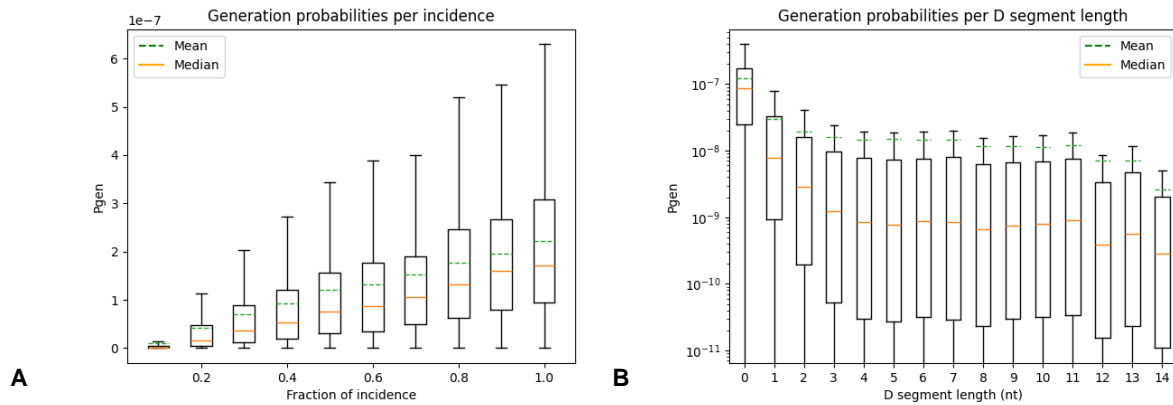 Generation probabilities per incidence
1e−7
Mean
Median
6
5
4
3
2
1
0
Pgen
0.2 0.4 0.6 0.8 1.0
Fraction of incidence
A
Generation probabilities per D segment length
Mean
Median
10⁻⁷
10⁻⁸
10⁻⁹
10⁻¹⁰
10⁻¹¹
Pgen
0 1 2 3 4 5 6 7 8 9 10 11 12 13 14
D segment length (nt)
B